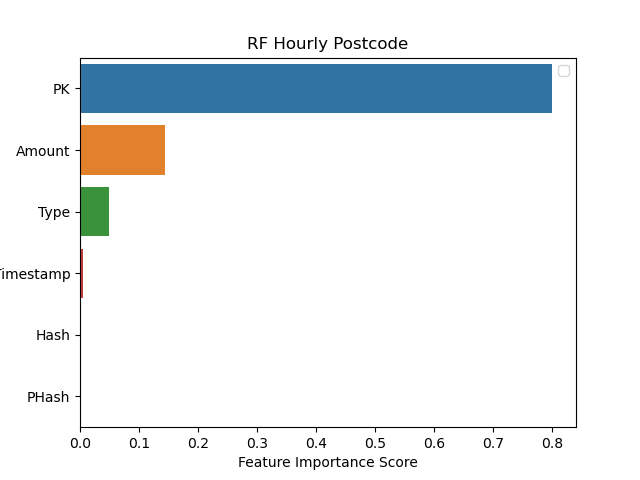 RF Hourly Postcode
PK
Amount
Type
Timestamp
Hash
PHash
0.0 0.1 0.2 0.3 0.4 0.5 0.6 0.7 0.8
Feature Importance Score